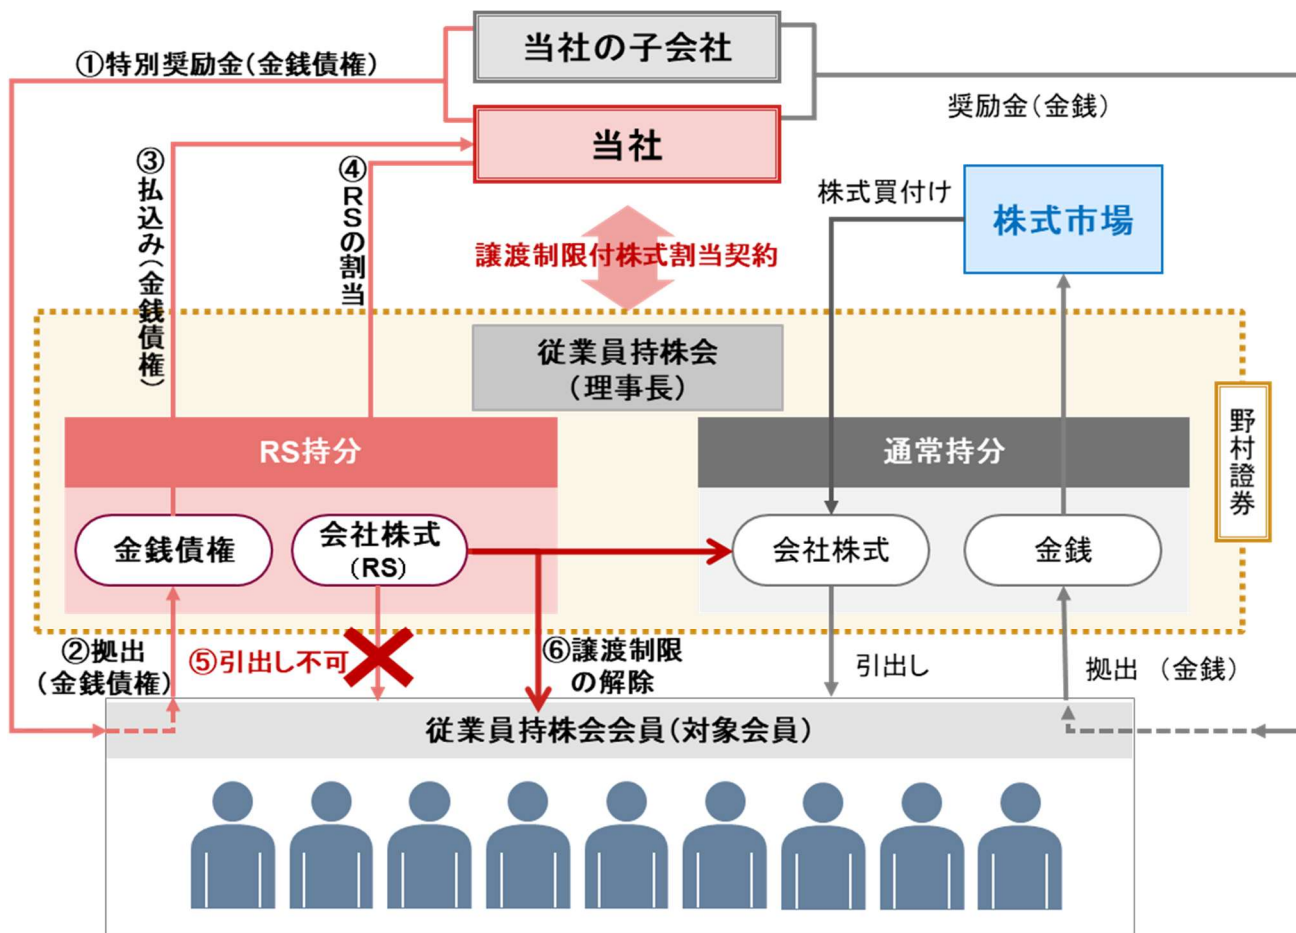 当社の子会社
①特別奨励金(金銭債権)
奨励金(金銭)
当社
③払込み(金銭債権)
④RSの割当
株式買付け
株式市場
譲渡制限付株式割当契約
従業員持株会
(理事長)
野村證券
RS持分
通常持分
金銭債権
会社株式
(RS)
会社株式
金銭
②拠出
(金銭債権)
⑤引出し不可
⑥譲渡制限
の解除
引出し
拠出 (金銭)
従業員持株会会員(対象会員)